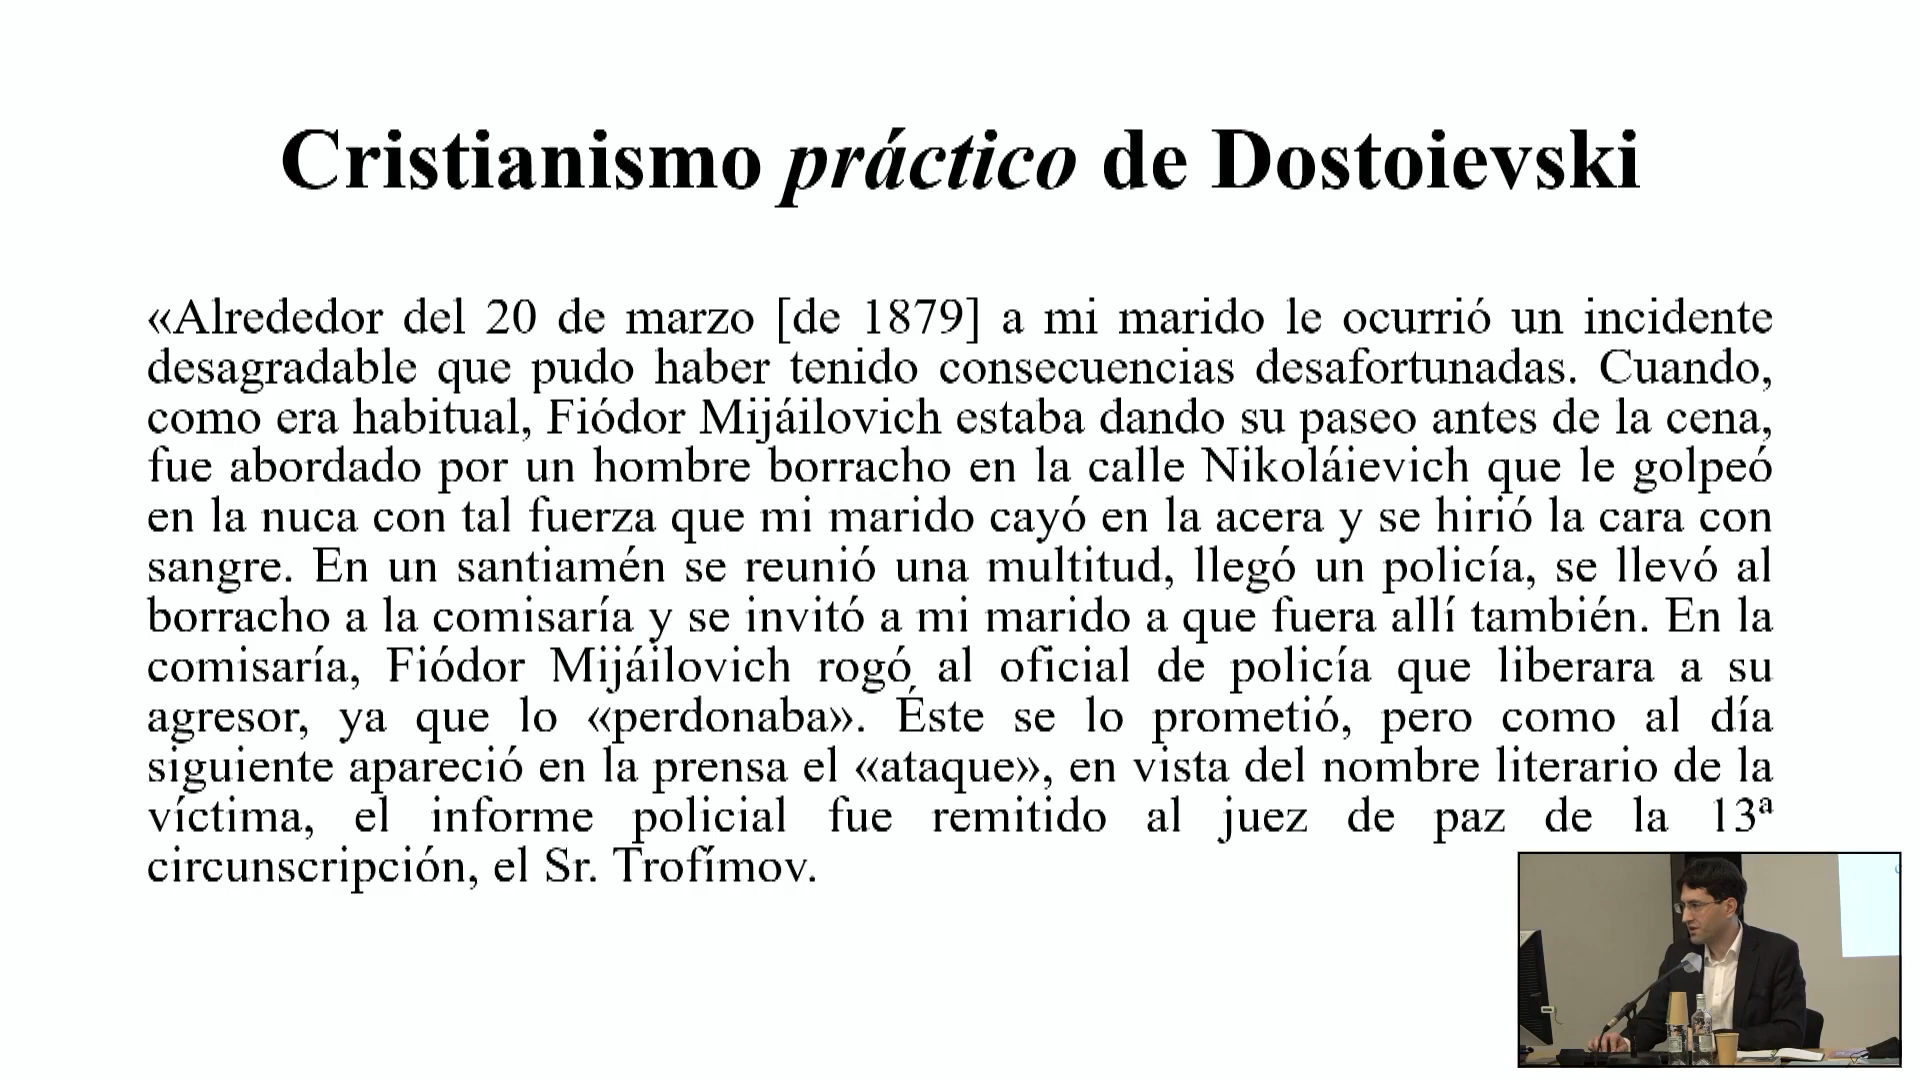 Cristianismo práctico de Dostoievski
«Alrededor del 20 de marzo [de 1879] a mi marido le ocurrió un incidente
desagradable que pudo haber tenido consecuencias desafortunadas. Cuando,
como era habitual, Fiódor Mijáilovich estaba dando su paseo antes de la cena,
fue abordado por un hombre borracho en la calle Nikoláievich que le golpeó
en la nuca con tal fuerza que mi marido cayó en la acera y se hirió la cara con
sangre. En un santiamén se reunió una multitud, llegó un policía, se llevó al
borracho a la comisaría y se invitó a mi marido a que fuera allí también. En la
comisaría, Fiódor Mijáilovich rogó al oficial de policía que liberara a su
agresor, ya que lo «perdonaba». Éste se lo prometió, pero como al día
siguiente apareció en la prensa el «ataque», en vista del nombre literario de la
víctima, el informe policial fue remitido al juez de paz de la 13ª
circunscripción, el Sr. Trofímov.